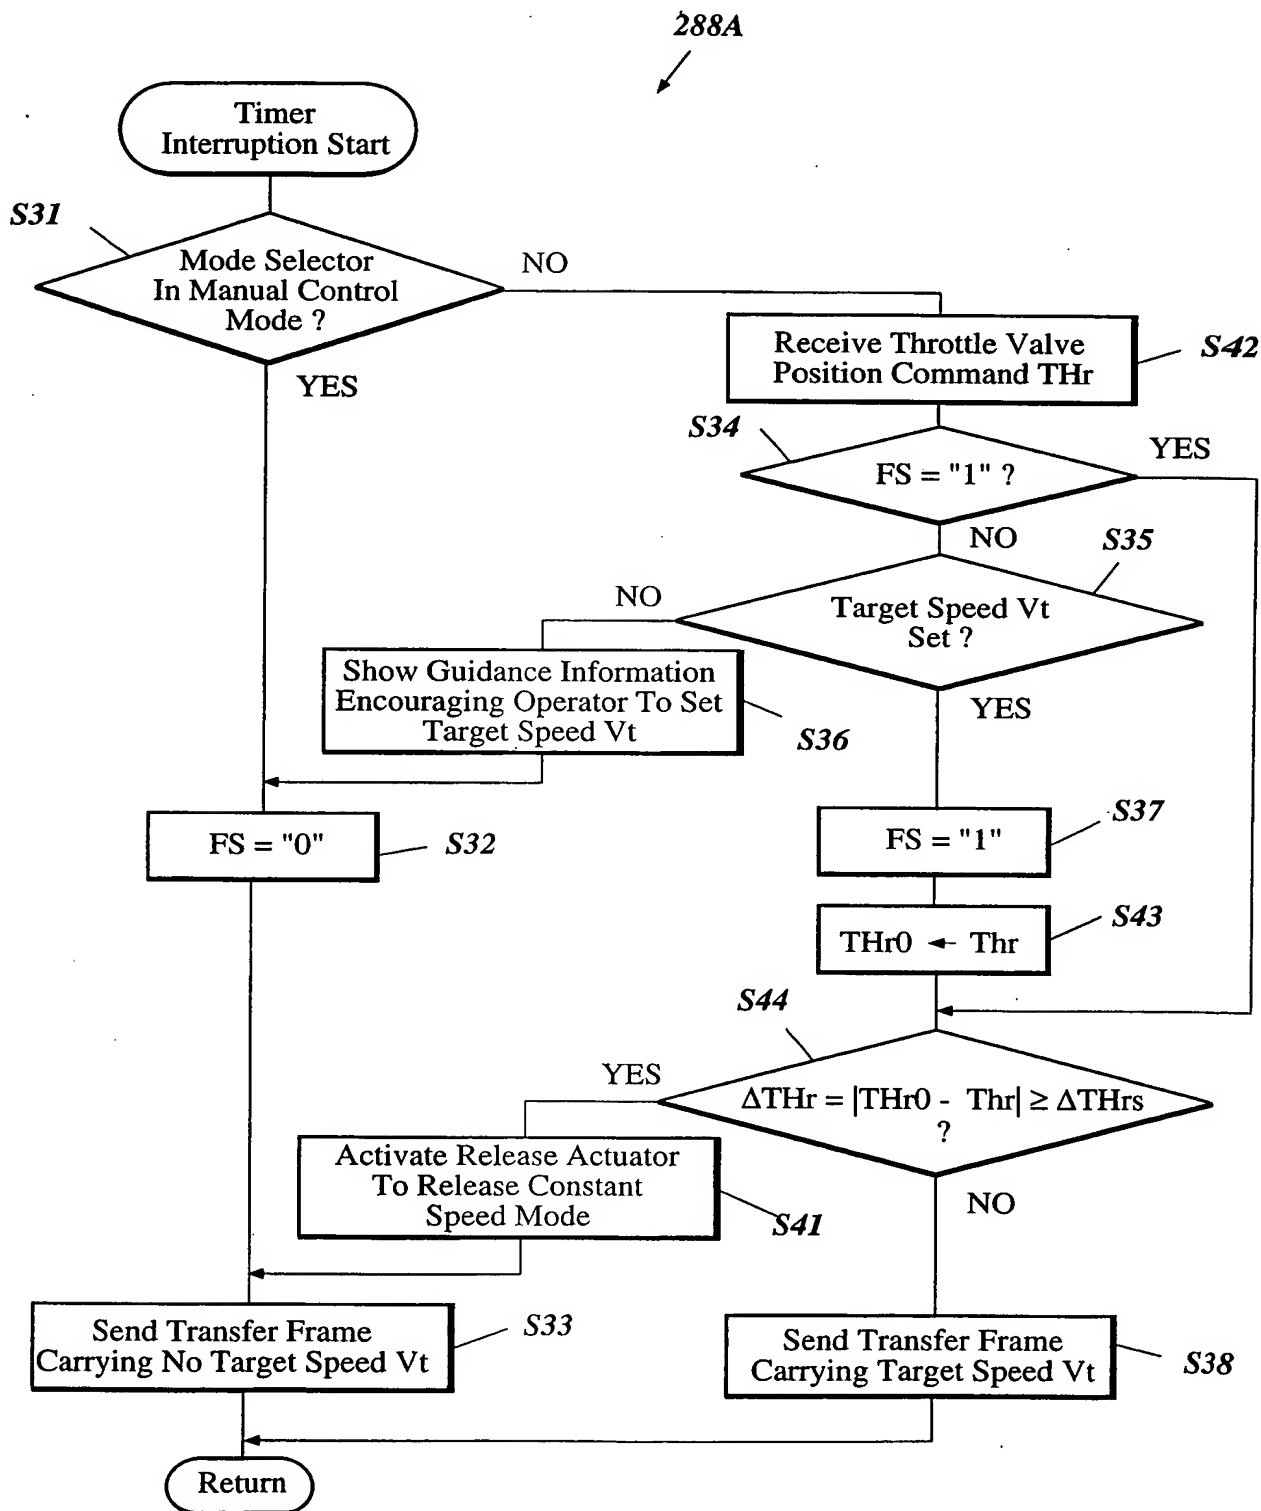 288A
Timer
Interruption Start
S31
Mode Selector
In Manual Control
Mode ?
NO
YES
Receive Throttle Valve
Position Command THr
S42
S34
FS = "1" ?
YES
NO
S35
Target Speed Vt
Set ?
NO
YES
Show Guidance Information
Encouraging Operator To Set
Target Speed Vt
S36
FS = "0"
S32
FS = "1"
S37
THr0 ← Thr
S43
S44
ΔTHr = |THr0 - Thr| ≥ ΔTHrs
?
YES
NO
Activate Release Actuator
To Release Constant
Speed Mode
S41
Send Transfer Frame
Carrying No Target Speed Vt
S33
Send Transfer Frame
Carrying Target Speed Vt
S38
Return